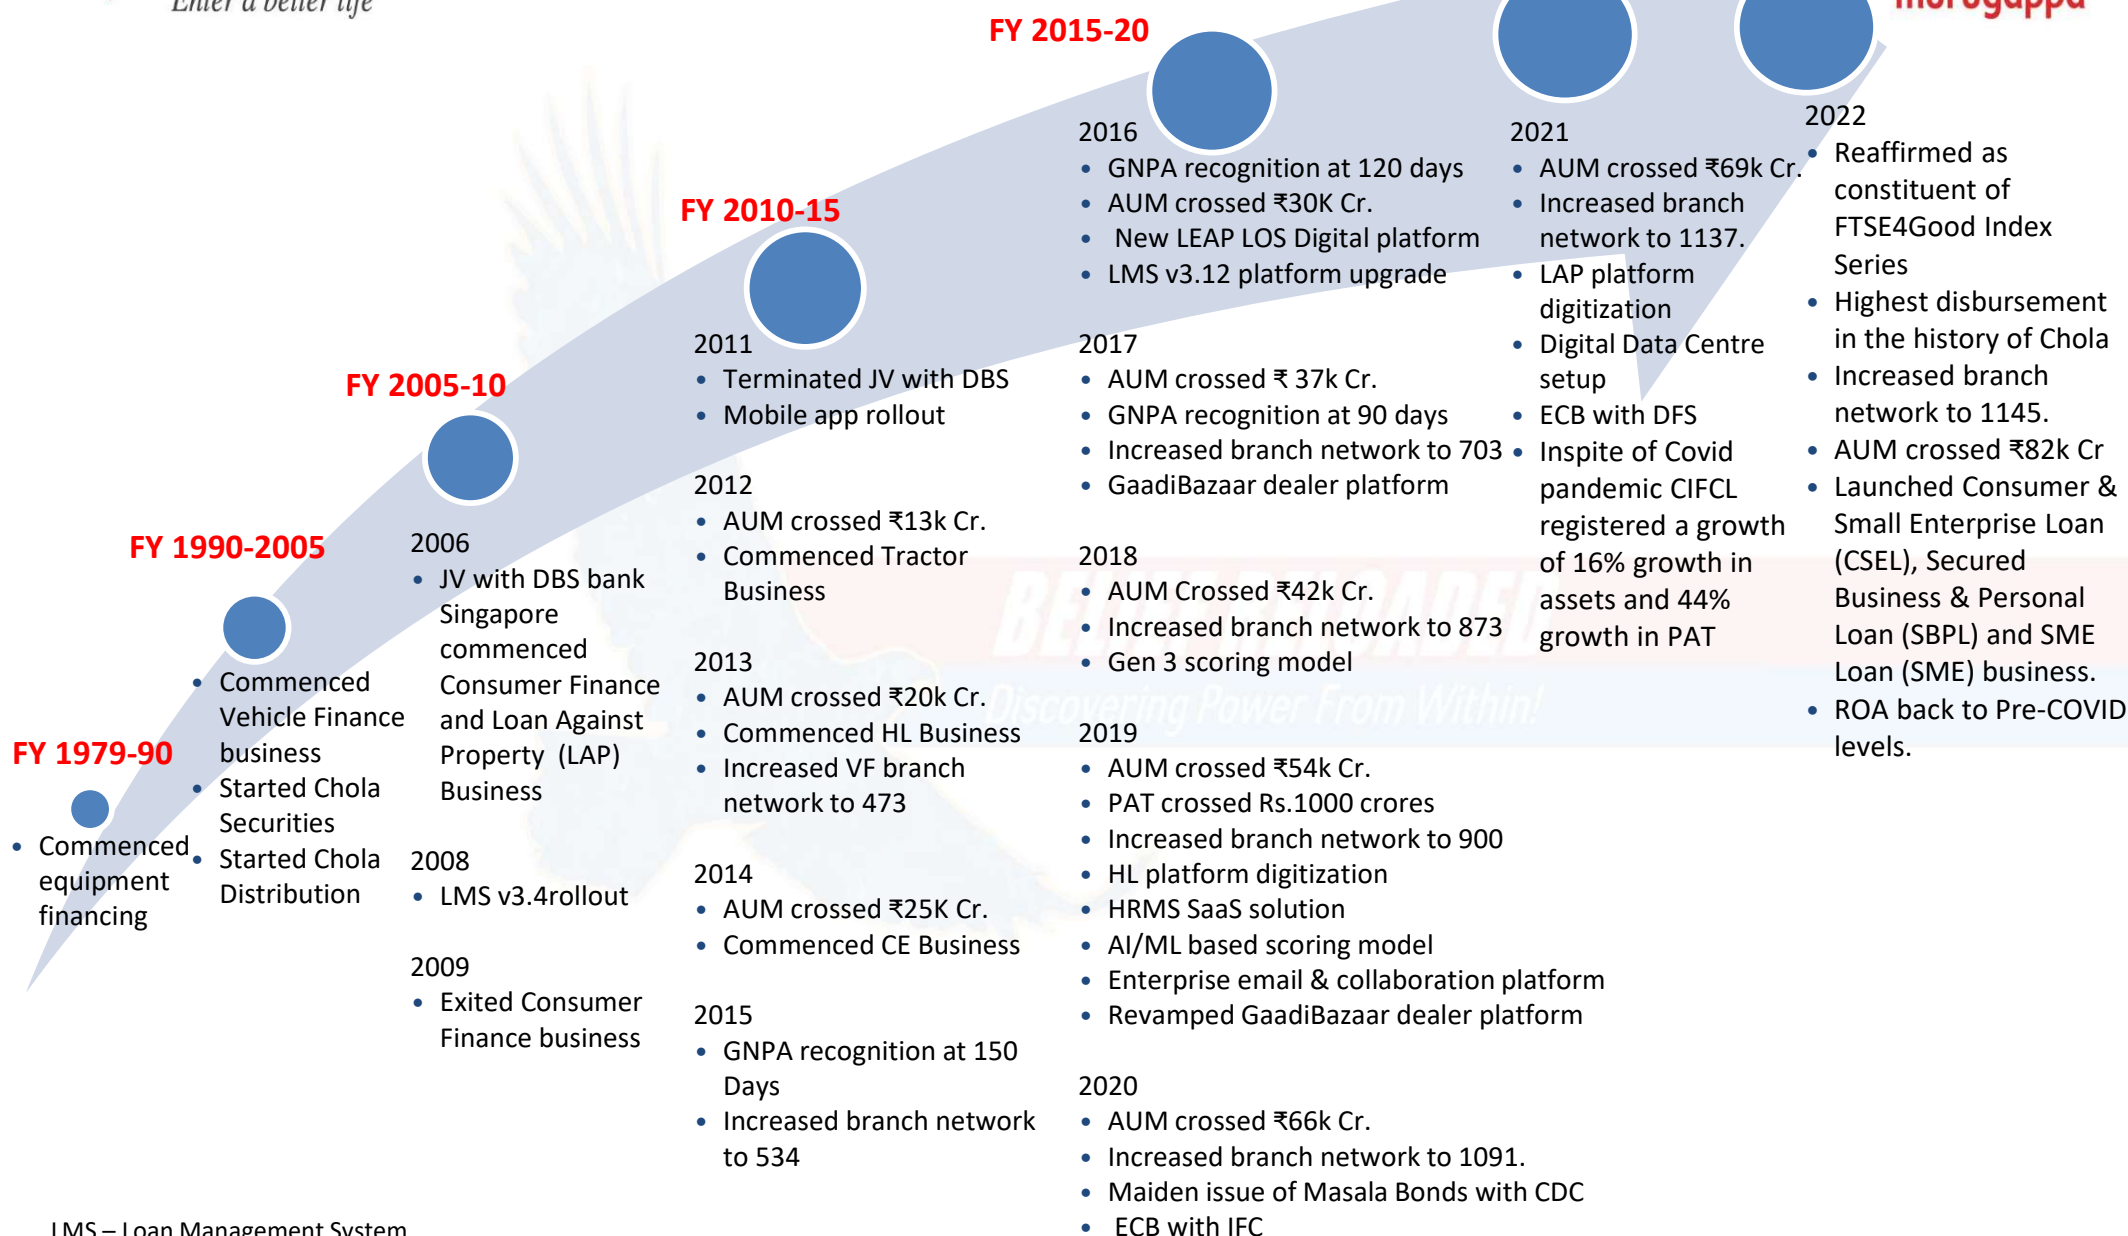 Enter a better life
murugappa
FY 2015-20
FY 2010-15
FY 2005-10
FY 1990-2005
FY 1979-90
• Commenced
equipment
financing
• Commenced
Vehicle Finance
business
• Started Chola
Securities
• Started Chola
Distribution
2006
• JV with DBS bank
Singapore
commenced
Consumer Finance
and Loan Against
Property (LAP)
Business
2008
• LMS v3.4rollout
2009
• Exited Consumer
Finance business
2011
• Terminated JV with DBS
• Mobile app rollout
2012
• AUM crossed ₹13k Cr.
• Commenced Tractor
Business
2013
• AUM crossed ₹20k Cr.
• Commenced HL Business
• Increased VF branch
network to 473
2014
• AUM crossed ₹25K Cr.
• Commenced CE Business
2015
• GNPA recognition at 150
Days
• Increased branch network
to 534
2016
• GNPA recognition at 120 days
• AUM crossed ₹30K Cr.
• New LEAP LOS Digital platform
• LMS v3.12 platform upgrade
2017
• AUM crossed ₹ 37k Cr.
• GNPA recognition at 90 days
• Increased branch network to 703
• GaadiBazaar dealer platform
2018
• AUM Crossed ₹42k Cr.
• Increased branch network to 873
• Gen 3 scoring model
2019
• AUM crossed ₹54k Cr.
• PAT crossed Rs.1000 crores
• Increased branch network to 900
• HL platform digitization
• HRMS SaaS solution
• AI/ML based scoring model
• Enterprise email & collaboration platform
• Revamped GaadiBazaar dealer platform
2020
• AUM crossed ₹66k Cr.
• Increased branch network to 1091.
• Maiden issue of Masala Bonds with CDC
• ECB with IFC
2021
• AUM crossed ₹69k Cr.
• Increased branch
network to 1137.
• LAP platform
digitization
• Digital Data Centre
setup
• ECB with DFS
• Inspite of Covid
pandemic CIFCL
registered a growth
of 16% growth in
assets and 44%
growth in PAT
2022
• Reaffirmed as
constituent of
FTSE4Good Index
Series
• Highest disbursement
in the history of Chola
• Increased branch
network to 1145.
• AUM crossed ₹82k Cr
• Launched Consumer &
Small Enterprise Loan
(CSEL), Secured
Business & Personal
Loan (SBPL) and SME
Loan (SME) business.
• ROA back to Pre-COVID
levels.
BELIEF RELOADED
Discovering Power From Within!
LMS – Loan Management System